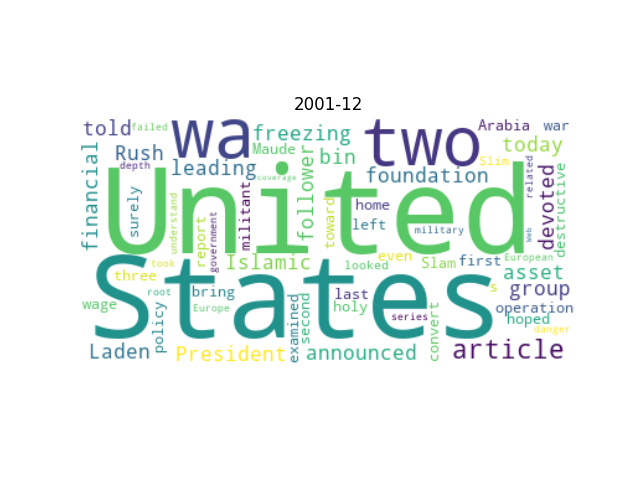 2001-12
told
failed
wa
freezing
two
Arabia
war
depth
Rush
leading
Maude
coverage
follower
bin
foundation
Slim
today
related
financial
United
surely
understand
report
government
militant
toward
home
left
military
Web
devoted
destructive
States
took
Islamic
looked
even
Slam
first
European
asset
three
wage
root
policy
bring
Europe
examined
second
last
holy
series
convert
s
group
operation
hoped
danger
Laden
President
announced
article